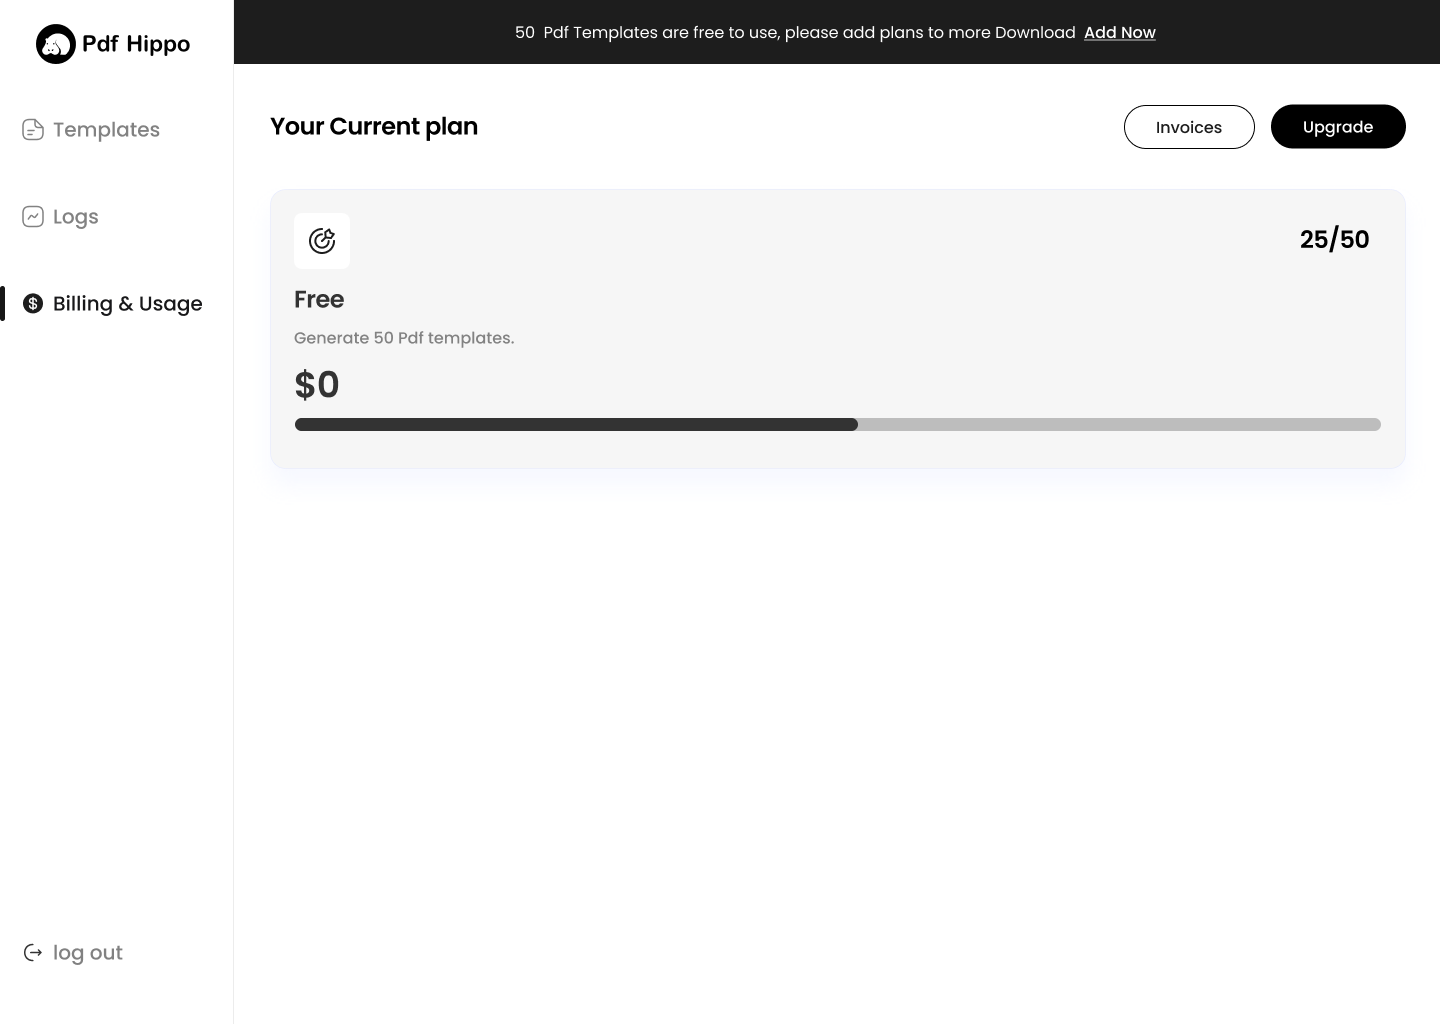 Pdf Hippo
50 Pdf Templates are free to use, please add plans to more Download Add Now
Templates
Logs
Billing & Usage
log out
Your Current plan
Invoices
Upgrade
25/50
Free
Generate 50 Pdf templates.
$0